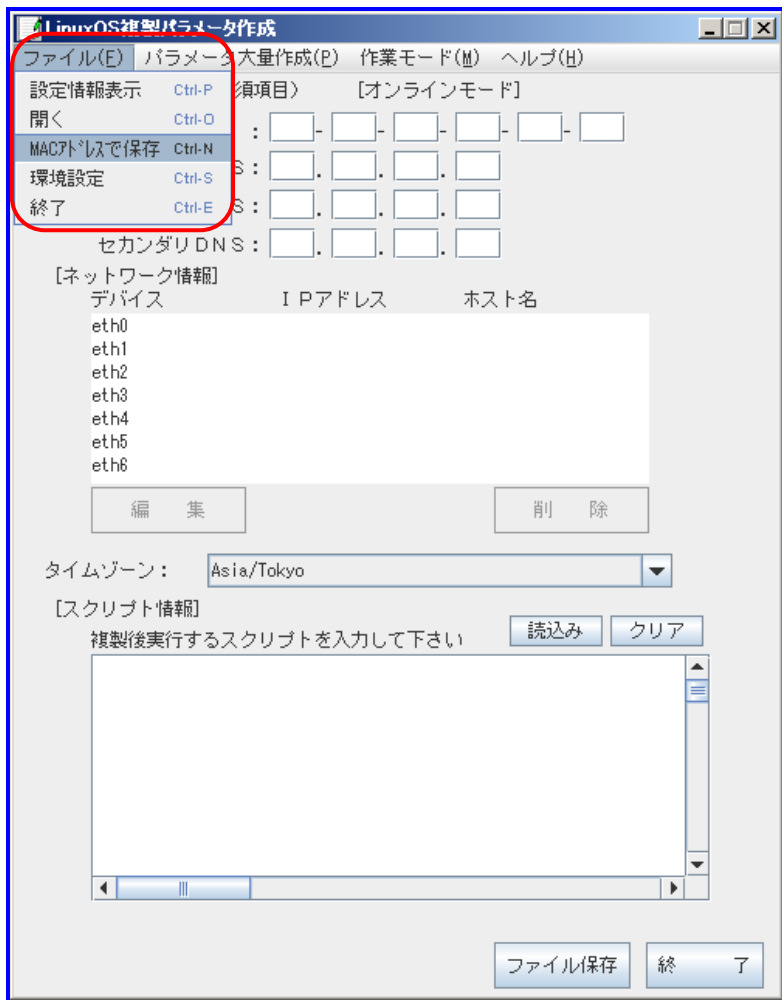 LinuxOS複製パラメータ作成
ファイル(F) パラメータ大量作成(P) 作業モード(M) ヘルプ(H)
設定情報表示 Ctrl-P 須項目) [オンラインモード]
開く Ctrl-O : - - - - -
MACアドレスで保存 Ctrl-N
環境設定 Ctrl-S S: . . .
終了 Ctrl-E S: . . .
セカンダリDNS: . . .
[ネットワーク情報]
デバイス IPアドレス ホスト名
eth0
eth1
eth2
eth3
eth4
eth5
eth6
編 集 削 除
タイムゾーン: Asia/Tokyo
[スクリプト情報]
複製後実行するスクリプトを入力して下さい 読込み クリア
ファイル保存 終 了